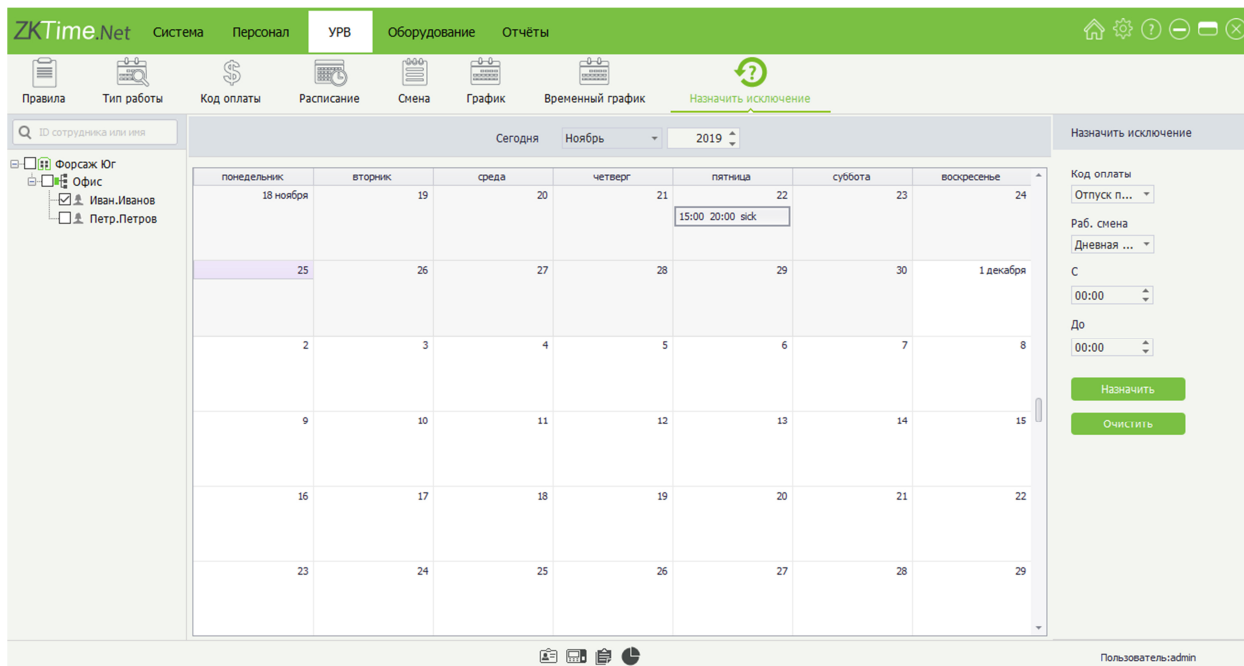 ZKTime.Net Система Персонал УРВ Оборудование Отчёты
Правила Тип работы Код оплаты Расписание Смена График Временный график Назначить исключение
ID сотрудника или имя
Сегодня Ноябрь 2019
Назначить исключение
Форсаж Юг
Офис
Иван.Иванов
Петр.Петров
понедельник вторник среда четверг пятница суббота воскресенье
18 ноября 19 20 21 22 23 24
15:00 20:00 sick
25 26 27 28 29 30 1 декабря
2 3 4 5 6 7 8
9 10 11 12 13 14 15
16 17 18 19 20 21 22
23 24 25 26 27 28 29
Код оплаты
Отпуск п...
Раб. смена
Дневная ...
С
00:00
До
00:00
Назначить
Очистить
Пользователь:admin